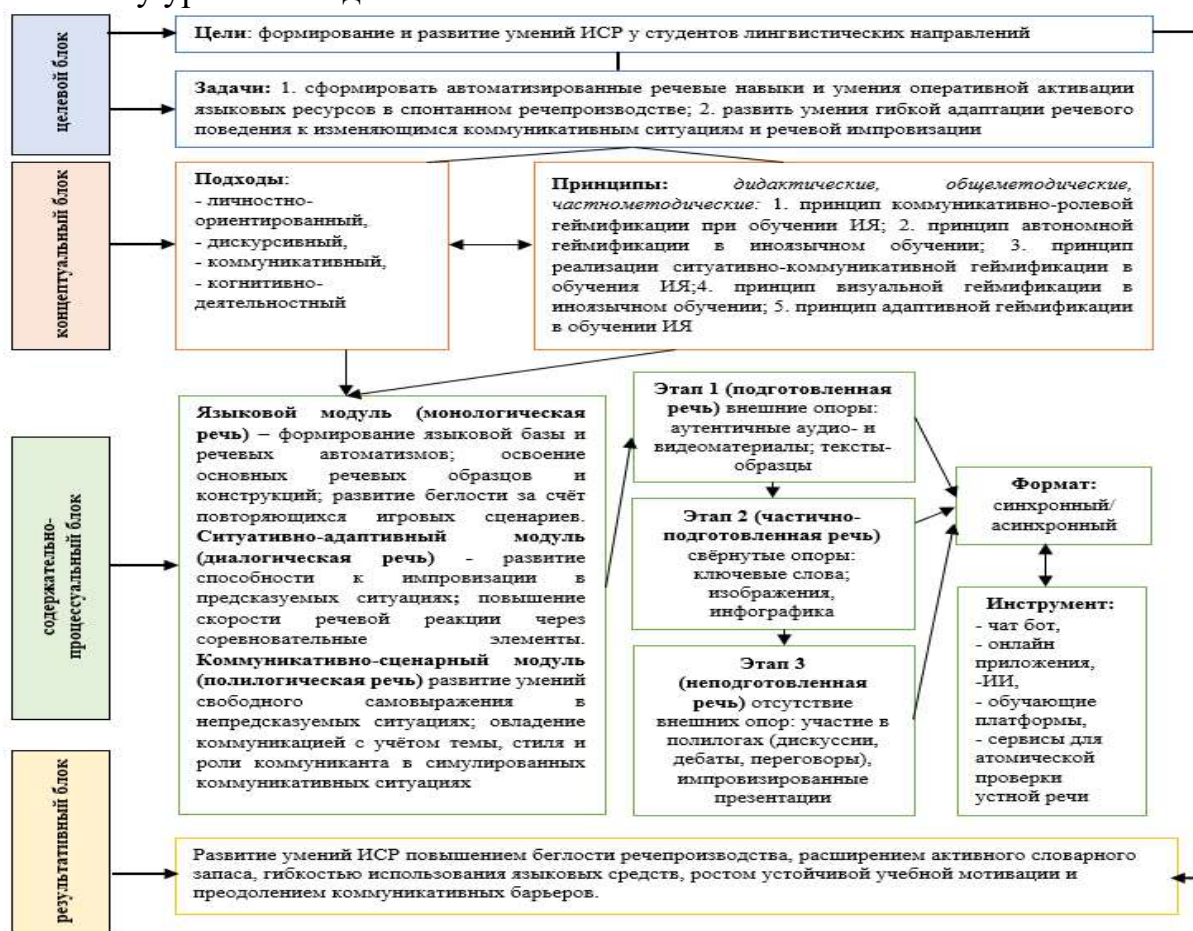 целевой блок
Цели: формирование и развитие умений ИСР у студентов лингвистических направлений
Задачи: 1. сформировать автоматизированные речевые навыки и умения оперативной активации
языковых ресурсов в спонтанном речепроизводстве; 2. развить умения гибкой адаптации речевого
поведения к изменяющимся коммуникативным ситуациям и речевой импровизации
концептуальный блок
Подходы:
- личностно-
ориентированный,
- дискурсивный,
- коммуникативный,
- когнитивно-
деятельностный
Принципы: дидактические, общеметодические,
частнометодические: 1. принцип коммуникативно-ролевой
геймификации при обучении ИЯ; 2. принцип автономной
геймификации в иноязычном обучении; 3. принцип
реализации ситуативно-коммуникативной геймификации в
обучения ИЯ;4. принцип визуальной геймификации в
иноязычном обучении; 5. принцип адаптивной геймификации
в обучении ИЯ
содержательно-
процессуальный блок
Языковой модуль (монологическая
речь) – формирование языковой базы и
речевых автоматизмов; освоение
основных речевых образцов и
конструкций; развитие беглости за счёт
повторяющихся игровых сценариев.
Ситуативно-адаптивный модуль
(диалогическая речь) - развитие
способности к импровизации в
предсказуемых ситуациях; повышение
скорости речевой реакции через
соревновательные элементы.
Коммуникативно-сценарный модуль
(полилогическая речь) развитие умений
свободного самовыражения в
непредсказуемых ситуациях; овладение
коммуникацией с учётом темы, стиля и
роли коммуниканта в симулированных
коммуникативных ситуациях
Этап 1 (подготовленная
речь) внешние опоры:
аутентичные аудио- и
видеоматериалы; тексты-
образцы
Этап 2 (частично-
подготовленная речь)
свёрнутые опоры:
ключевые слова;
изображения,
инфографика
Этап 3
(неподготовленная
речь) отсутствие
внешних опор: участие в
полилогах (дискуссии,
дебаты, переговоры),
импровизированные
презентации
Формат:
синхронный/
асинхронный
Инструмент:
- чат бот,
- онлайн
приложения,
-ИИ,
- обучающие
платформы,
- сервисы для
атомической
проверки
устной речи
результативный блок
Развитие умений ИСР повышением беглости речепроизводства, расширением активного словарного
запаса, гибкостью использования языковых средств, ростом устойчивой учебной мотивации и
преодолением коммуникативных барьеров.